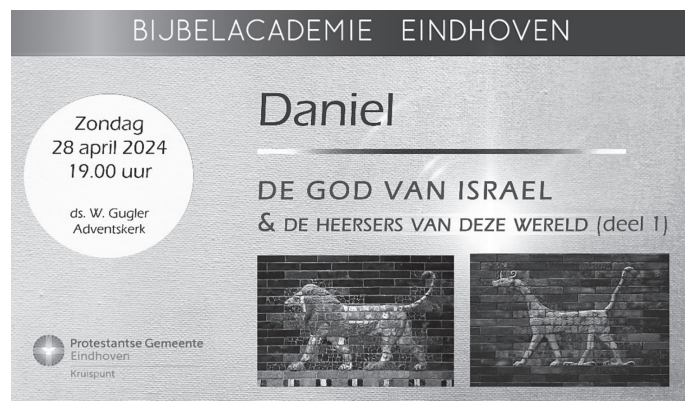 BIJBELACADEMIE EINDHOVEN
Zondag
28 april 2024
19.00 uur
ds. W. Gugler
Adventskerk
Daniel
DE GOD VAN ISRAEL
& DE HEERSERS VAN DEZE WERELD (deel 1)
Protestantse Gemeente
Eindhoven
Kruispunt